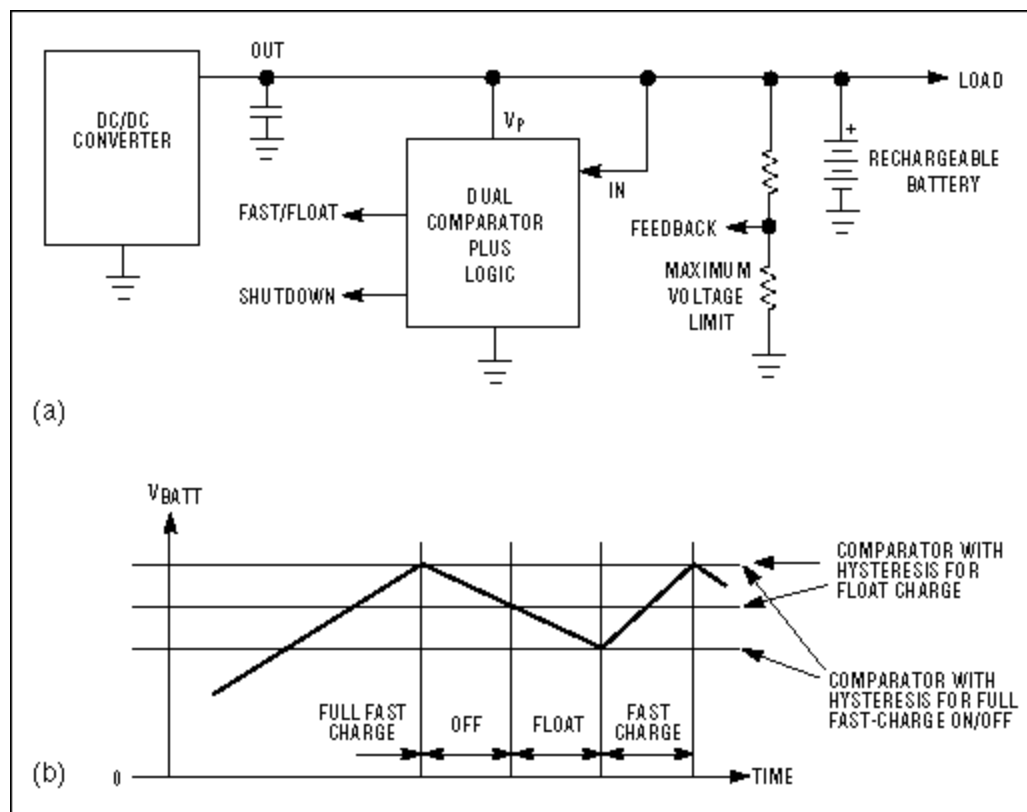 OUT
LOAD
DC/DC
CONVERTER
VP
+
RECHARGEABLE
BATTERY
IN
DUAL
COMPARATOR
PLUS
LOGIC
FAST/FLOAT
FEEDBACK
SHUTDOWN
MAXIMUM
VOLTAGE
LIMIT
(a)
VBATT
COMPARATOR WITH
HYSTERESIS FOR
FLOAT CHARGE
COMPARATOR WITH
HYSTERESIS FOR FULL
FAST-CHARGE ON/OFF
FULL FAST
CHARGE
OFF
FLOAT
FAST
CHARGE
(b)
0
TIME